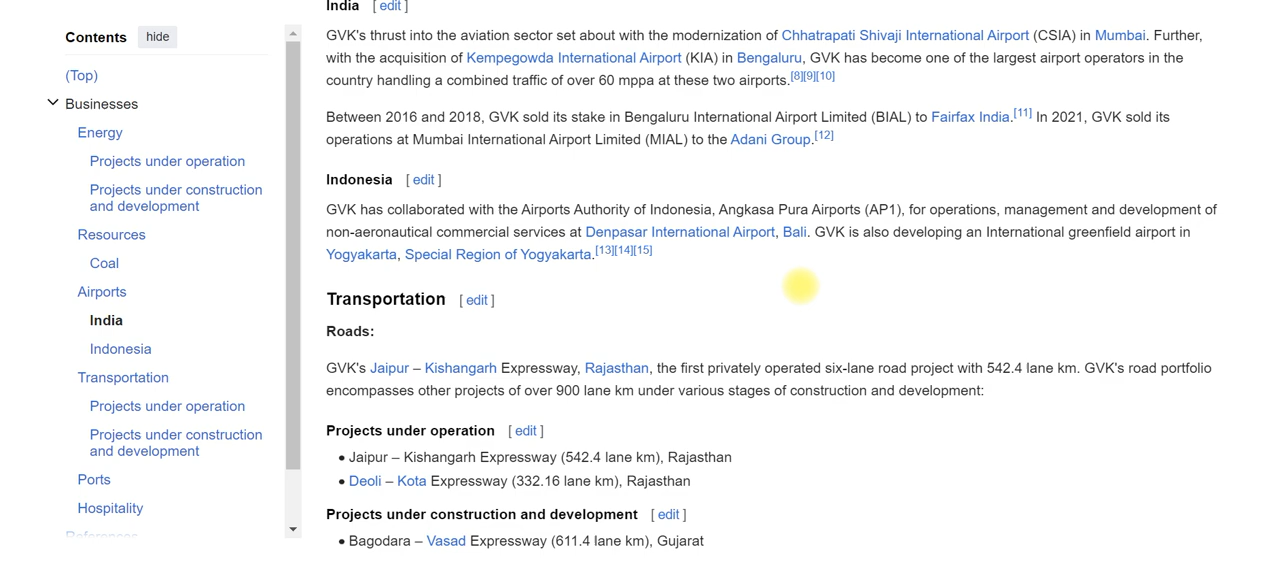 Contents hide
(Top)
Businesses
Energy
Projects under operation
Projects under construction
and development
Resources
Coal
Airports
India
Indonesia
Transportation
Projects under operation
Projects under construction
and development
Ports
Hospitality
References
India [ edit ]
GVK's thrust into the aviation sector set about with the modernization of Chhatrapati Shivaji International Airport (CSIA) in Mumbai. Further,
with the acquisition of Kempegowda International Airport (KIA) in Bengaluru, GVK has become one of the largest airport operators in the
country handling a combined traffic of over 60 mppa at these two airports.[8][9][10]
Between 2016 and 2018, GVK sold its stake in Bengaluru International Airport Limited (BIAL) to Fairfax India.[11] In 2021, GVK sold its
operations at Mumbai International Airport Limited (MIAL) to the Adani Group.[12]
Indonesia [ edit ]
GVK has collaborated with the Airports Authority of Indonesia, Angkasa Pura Airports (AP1), for operations, management and development of
non-aeronautical commercial services at Denpasar International Airport, Bali. GVK is also developing an International greenfield airport in
Yogyakarta, Special Region of Yogyakarta.[13][14][15]
Transportation [ edit ]
Roads:
GVK's Jaipur – Kishangarh Expressway, Rajasthan, the first privately operated six-lane road project with 542.4 lane km. GVK's road portfolio
encompasses other projects of over 900 lane km under various stages of construction and development:
Projects under operation [ edit ]
• Jaipur – Kishangarh Expressway (542.4 lane km), Rajasthan
• Deoli – Kota Expressway (332.16 lane km), Rajasthan
Projects under construction and development [ edit ]
• Bagodara – Vasad Expressway (611.4 lane km), Gujarat